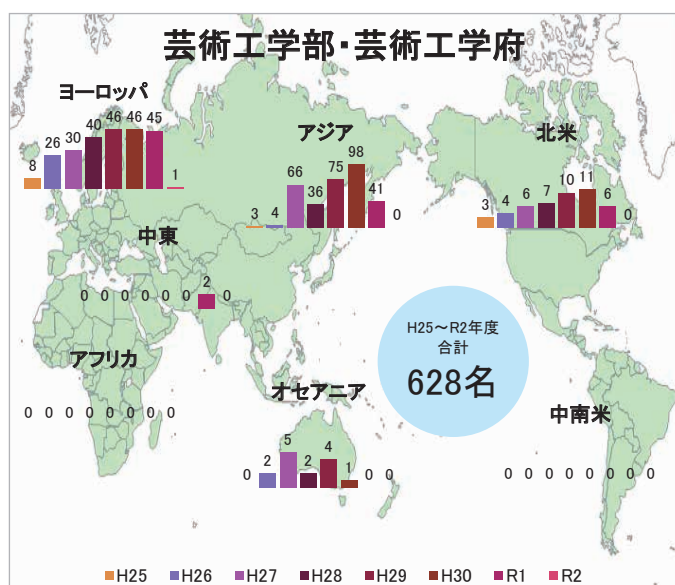 芸術工学部・芸術工学府
ヨーロッパ
8 26 30 40 46 46 45 1
アジア
3 4 66 36 75 98 41 0
北米
3 4 6 7 10 11 6 0
中東
0 0 0 0 0 0 2 0
H25～R2年度
合計
628名
アフリカ
0 0 0 0 0 0 0 0
オセアニア
0 2 5 2 4 1 0 0
中南米
0 0 0 0 0 0 0 0
H25 H26 H27 H28 H29 H30 R1 R2